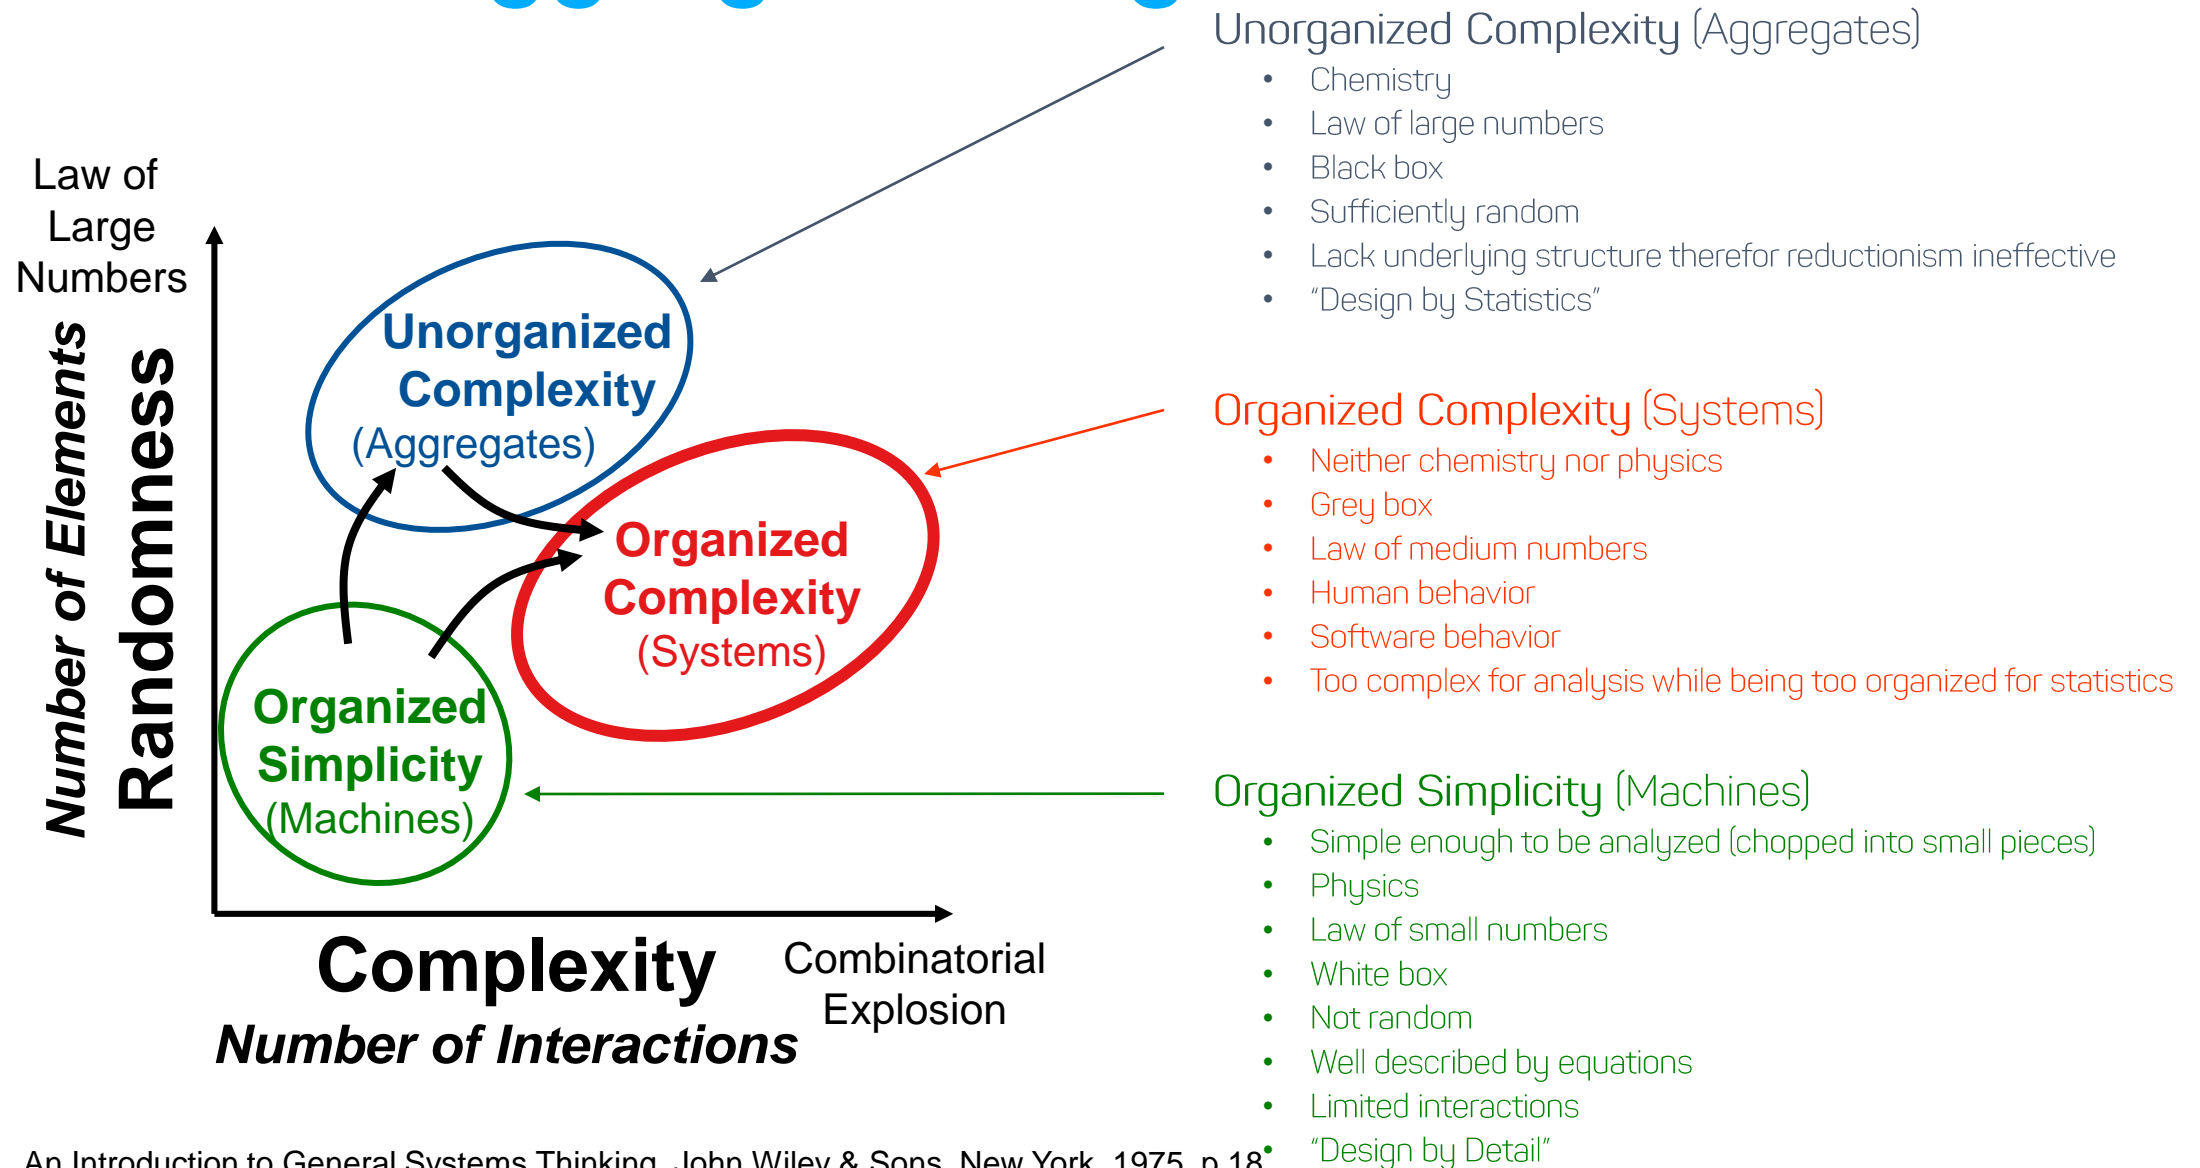 Law of
Large
Numbers
Number of Elements
Randomness
Unorganized
Complexity
(Aggregates)
Organized
Complexity
(Systems)
Organized
Simplicity
(Machines)
Complexity
Number of Interactions
Combinatorial
Explosion
Unorganized Complexity (Aggregates)
• Chemistry
• Law of large numbers
• Black box
• Sufficiently random
• Lack underlying structure therefor reductionism ineffective
• “Design by Statistics”
Organized Complexity (Systems)
• Neither chemistry nor physics
• Grey box
• Law of medium numbers
• Human behavior
• Software behavior
• Too complex for analysis while being too organized for statistics
Organized Simplicity (Machines)
• Simple enough to be analyzed (chopped into small pieces)
• Physics
• Law of small numbers
• White box
• Not random
• Well described by equations
• Limited interactions
• “Design by Detail”
An Introduction to General Systems Thinking, John Wiley & Sons, New York, 1975, p.18